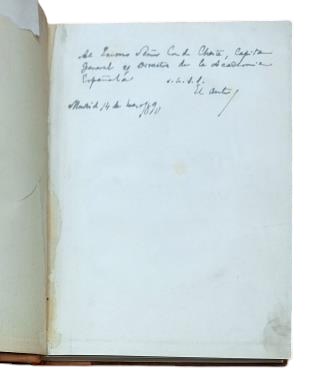 Al Excmo Señor Conde Cheste, Capitan
General y Director de la Academia
Española s.s.s.
El autor
Madrid 14 de